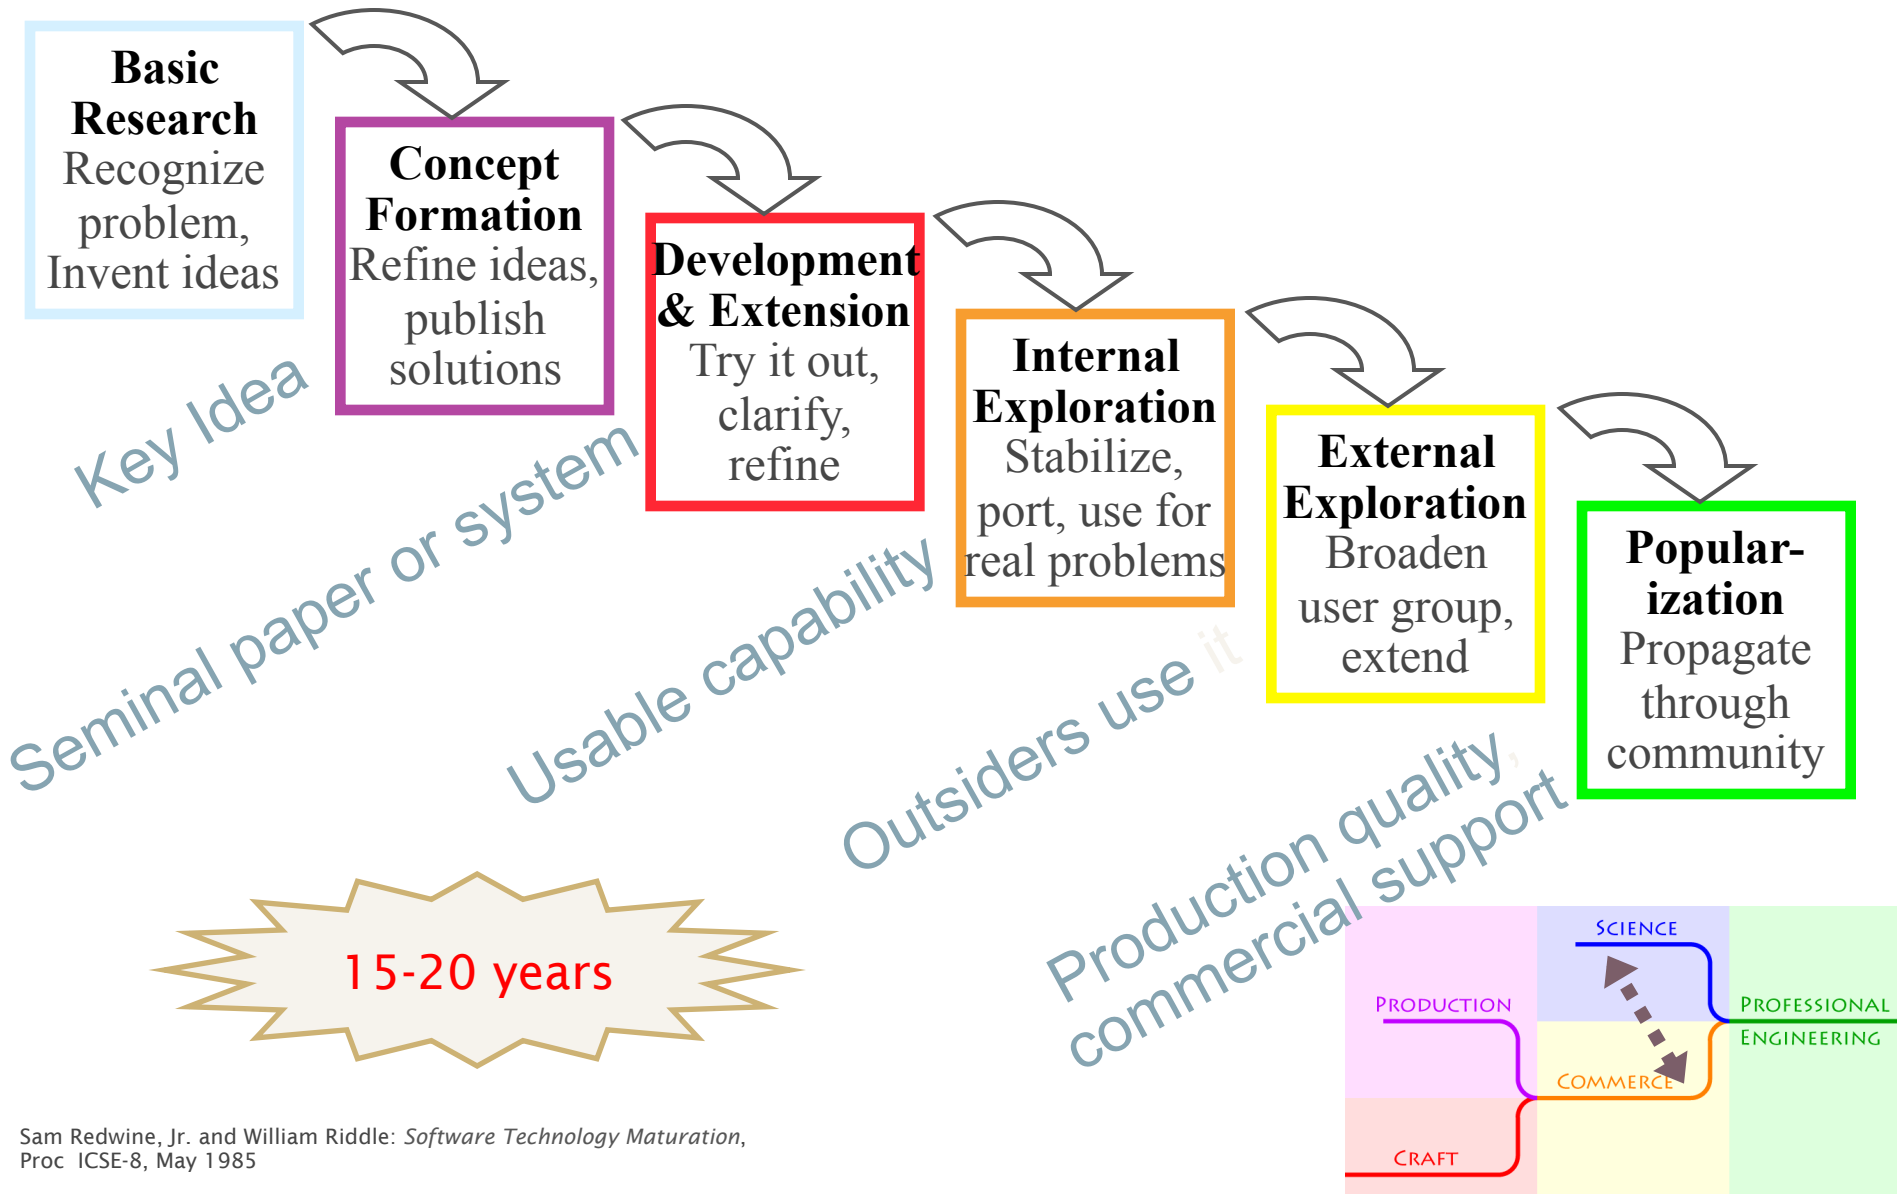 Basic
Research
Recognize
problem,
Invent ideas
Concept
Formation
Refine ideas,
publish
solutions
Development
& Extension
Try it out,
clarify,
refine
Internal
Exploration
Stabilize,
port, use for
real problems
External
Exploration
Broaden
user group,
extend
Popular-
ization
Propagate
through
community
Key Idea
Seminal paper or system
Usable capability
Outsiders use it
Production quality,
commercial support
15-20 years
SCIENCE
PRODUCTION
PROFESSIONAL
ENGINEERING
COMMERCE
CRAFT
Sam Redwine, Jr. and William Riddle: Software Technology Maturation,
Proc ICSE-8, May 1985